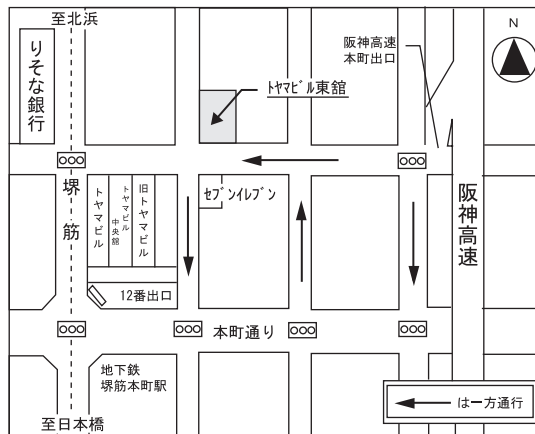 至北浜
りそな銀行
トヤマビル東舘
阪神高速
本町出口
N
堺筋
トヤマビル
トヤマビル
中央舘
旧トヤマビル
セブンイレブン
阪神高速
12番出口
本町通り
地下鉄
堺筋本町駅
至日本橋
は一方通行